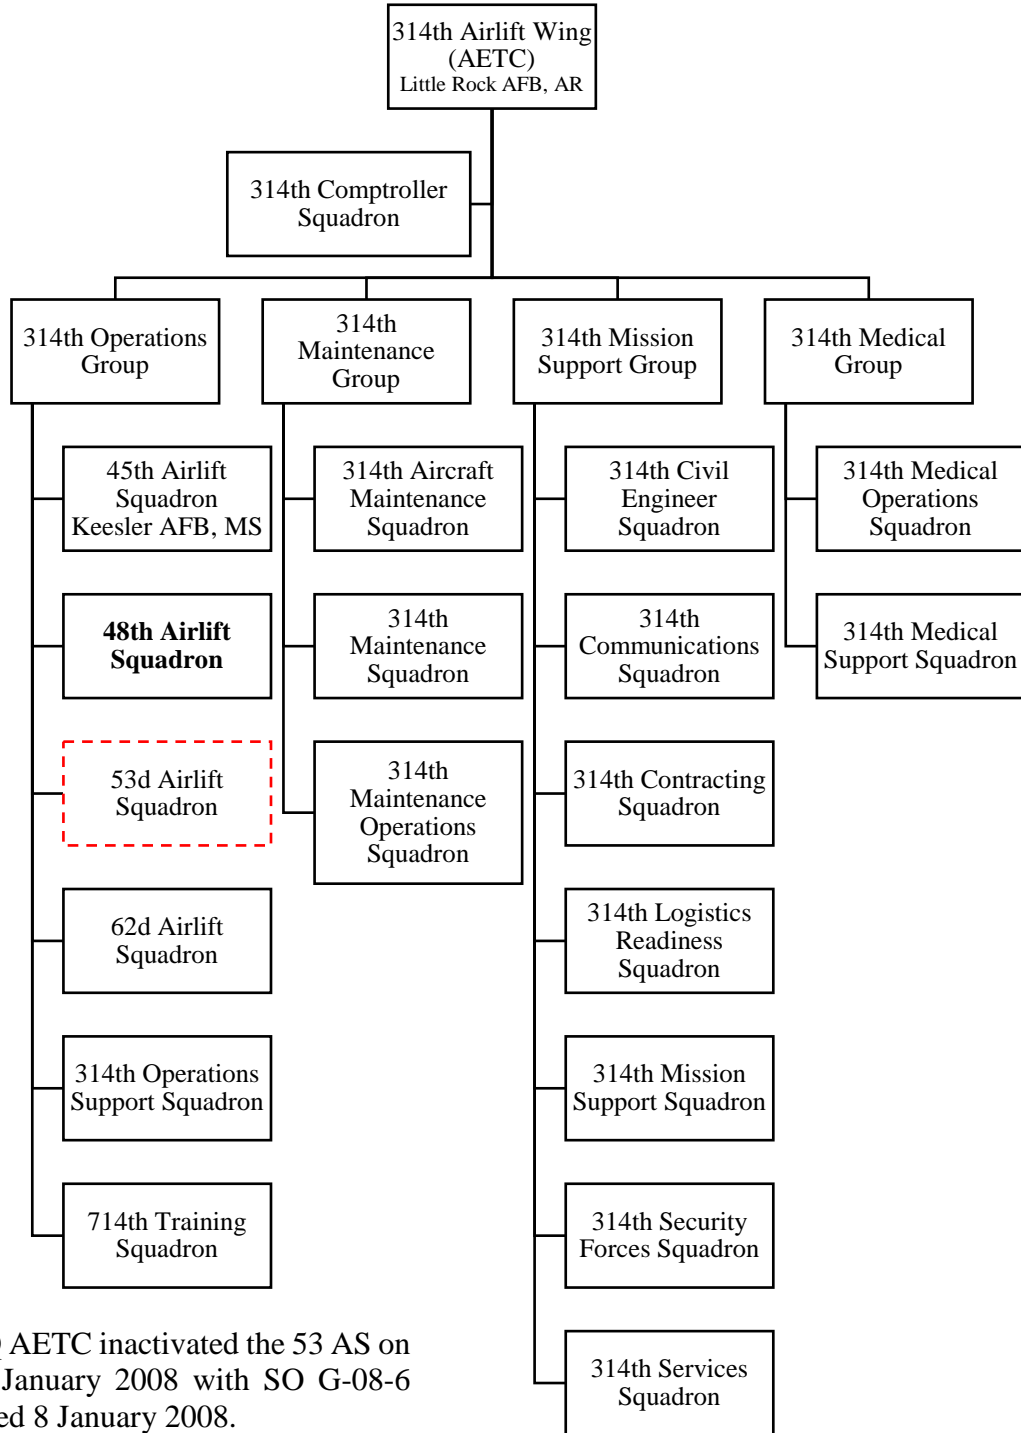 314th Airlift Wing
(AETC)
Little Rock AFB, AR
314th Comptroller
Squadron
314th Operations
Group
314th
Maintenance
Group
314th Mission
Support Group
314th Medical
Group
45th Airlift
Squadron
Keesler AFB, MS
48th Airlift
Squadron
53d Airlift
Squadron
62d Airlift
Squadron
314th Operations
Support Squadron
714th Training
Squadron
314th Aircraft
Maintenance
Squadron
314th
Maintenance
Squadron
314th
Maintenance
Operations
Squadron
314th Civil
Engineer
Squadron
314th
Communications
Squadron
314th Contracting
Squadron
314th Logistics
Readiness
Squadron
314th Mission
Support Squadron
314th Security
Forces Squadron
314th Services
Squadron
314th Medical
Operations
Squadron
314th Medical
Support Squadron
AETC inactivated the 53 AS on
January 2008 with SO G-08-6
8 January 2008.